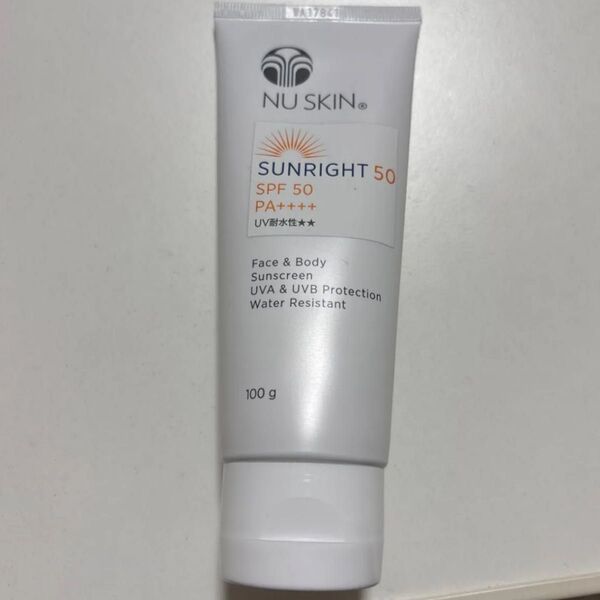 NU SKIN®
SUNRIGHT 50
SPF 50
PA++++
UV耐水性★★
Face & Body
Sunscreen
UVA & UVB Protection
Water Resistant
100 g